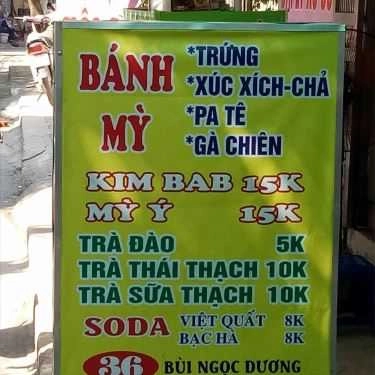 BÁNH MỲ
*TRỨNG
*XÚC XÍCH-CHẢ
*PA TÊ
*GÀ CHIÊN
KIM BAB 15K
MỲ Ý 15K
TRÀ ĐÀO 5K
TRÀ THÁI THẠCH 10K
TRÀ SỮA THẠCH 10K
SODA VIỆT QUẤT 8K
BẠC HÀ 8K
36 BÙI NGỌC DƯƠNG